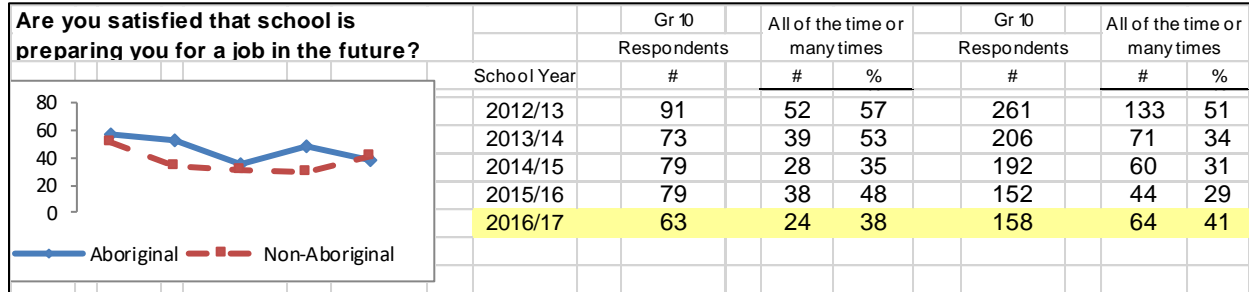 Are you satisfied that school is
preparing you for a job in the future?
Gr 10 All of the time or Gr 10 All of the time or
Respondents many times Respondents many times
School Year # # % # # %
2012/13 91 52 57 261 133 51
2013/14 73 39 53 206 71 34
2014/15 79 28 35 192 60 31
2015/16 79 38 48 152 44 29
2016/17 63 24 38 158 64 41
80
60
40
20
0
Aboriginal Non-Aboriginal